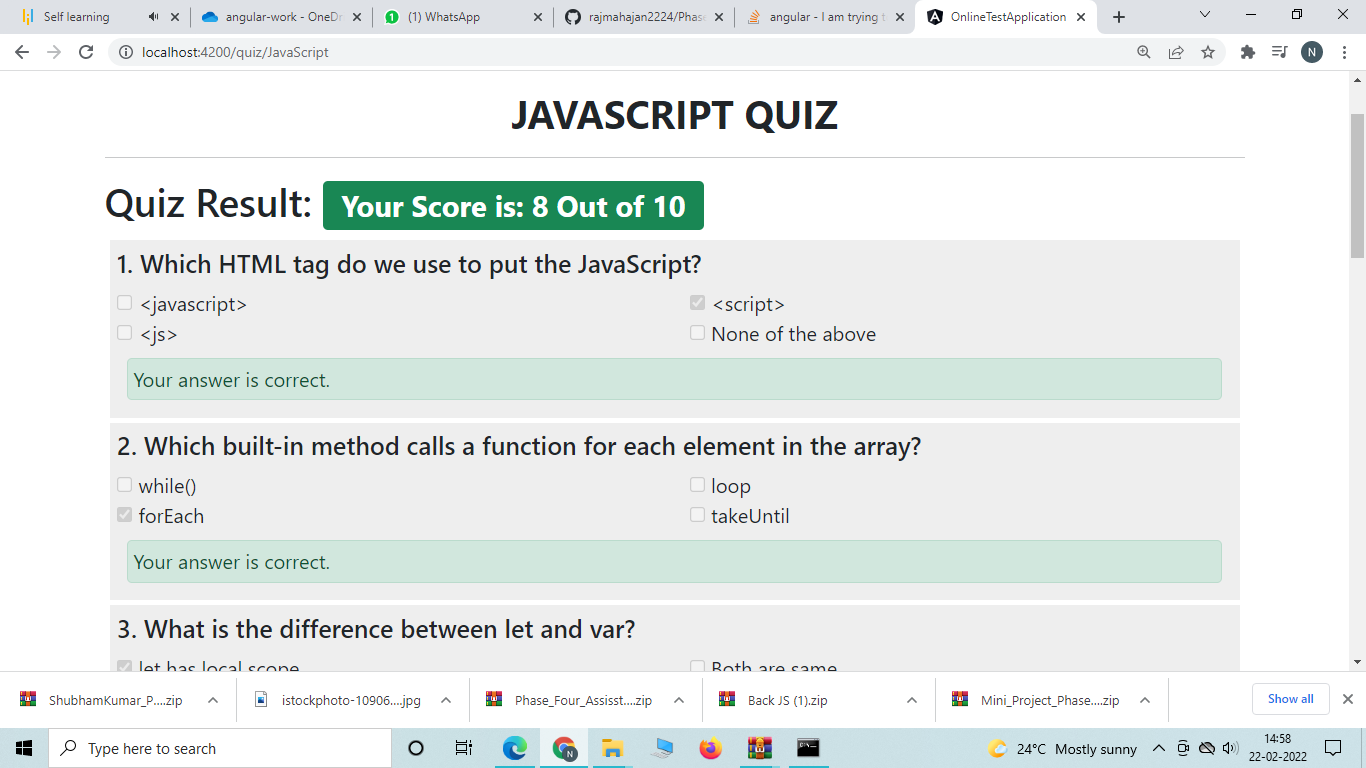 Self learning
angular-work - OneDr
(1) WhatsApp
rajmahajan2224/Phase
angular - I am trying t
OnlineTestApplication
localhost:4200/quiz/JavaScript
N
JAVASCRIPT QUIZ
Quiz Result: Your Score is: 8 Out of 10
1. Which HTML tag do we use to put the JavaScript?
<javascript>
<script>
<js>
None of the above
Your answer is correct.
2. Which built-in method calls a function for each element in the array?
while()
loop
forEach
takeUntil
Your answer is correct.
3. What is the difference between let and var?
let has local scope
Both are same
ShubhamKumar_P....zip
istockphoto-10906....jpg
Phase_Four_Assisst....zip
Back JS (1).zip
Mini_Project_Phase....zip
Show all
Type here to search
N
24°C Mostly sunny
14:58
22-02-2022